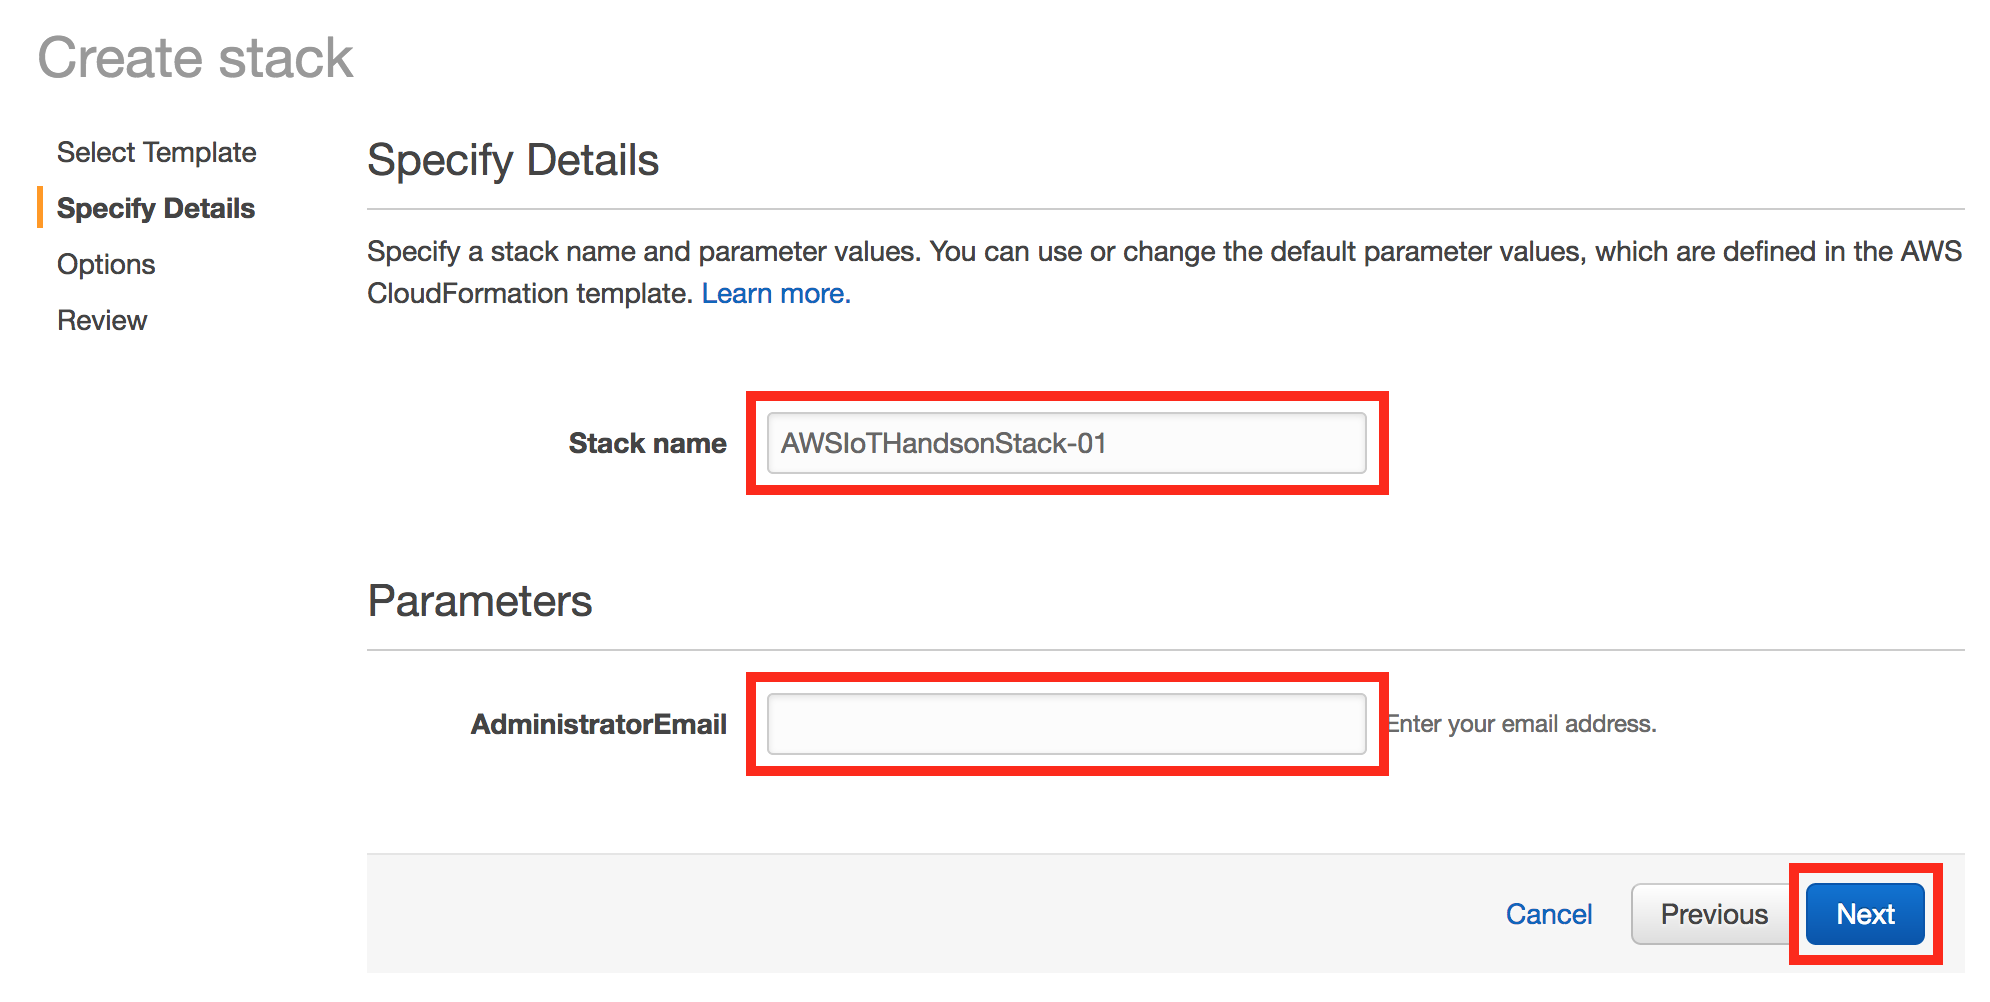 Create stack
Select Template
Specify Details
Options
Review
Specify Details
Specify a stack name and parameter values. You can use or change the default parameter values, which are defined in the AWS
CloudFormation template. Learn more.
Stack name
AWSIoTHandsonStack-01
Parameters
AdministratorEmail
Enter your email address.
Cancel
Previous
Next